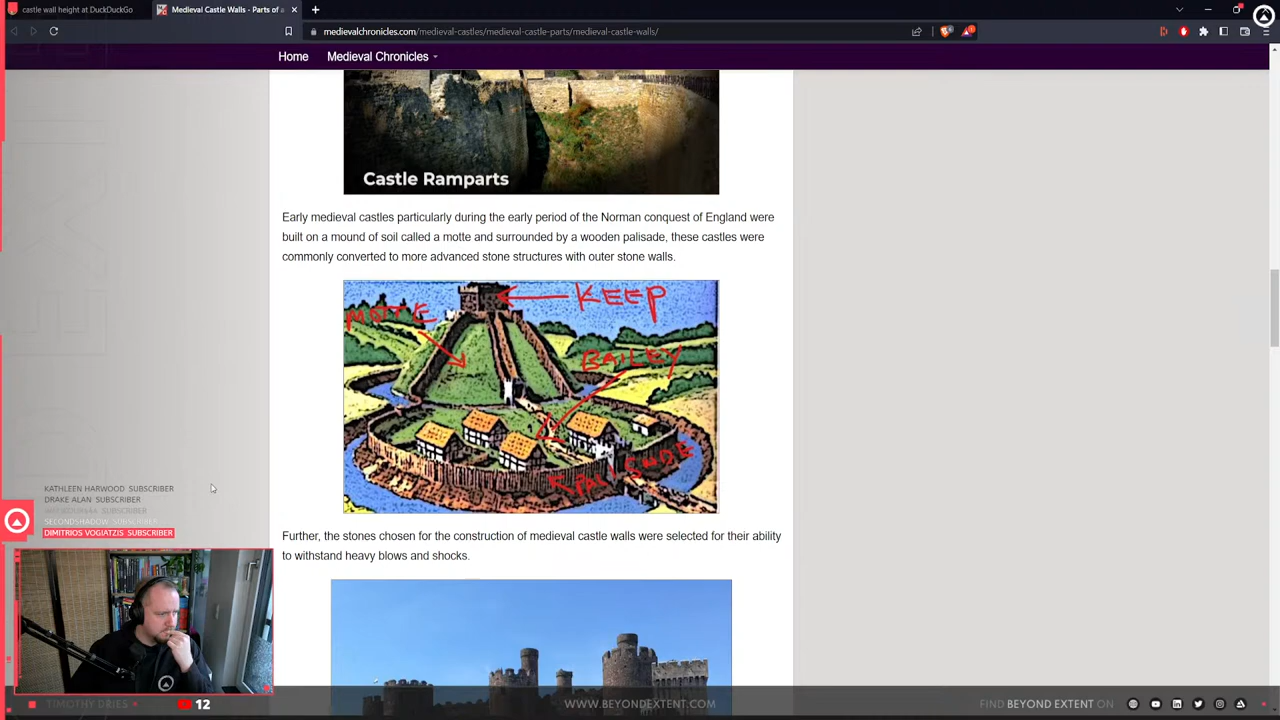 castle wall height at DuckDuckGo
Medieval Castle Walls - Parts of a
medievalchronicles.com/medieval-castles/medieval-castle-parts/medieval-castle-walls/
Home
Medieval Chronicles
Castle Ramparts
Early medieval castles particularly during the early period of the Norman conquest of England were
built on a mound of soil called a motte and surrounded by a wooden palisade, these castles were
commonly converted to more advanced stone structures with outer stone walls.
KEEP
MOTTE
BAILEY
Further, the stones chosen for the construction of medieval castle walls were selected for their ability
to withstand heavy blows and shocks.
KATHLEEN HARWOOD SUBSCRIBER
DRAKE ALAN SUBSCRIBER
SUBSCRIBER
SECONDSHADOW SUBSCRIBER
DIMITRIOS VOGIATZIS SUBSCRIBER
TIMOTHY DRIES
12
WWW.BEYONDEXTENT.COM
FIND BEYOND EXTENT ON